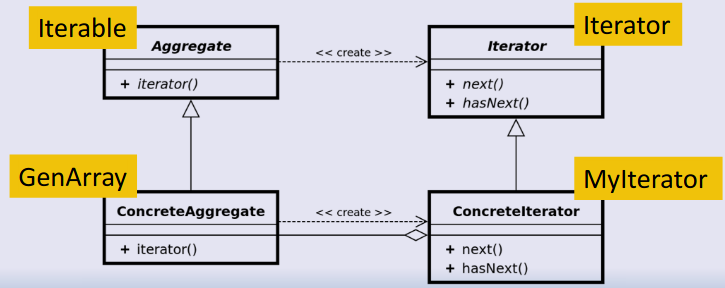 Iterable
Aggregate
+ iterator()
<< create >>
Iterator
Iterator
+ next()
+ hasNext()
GenArray
ConcreteAggregate
+ iterator()
<< create >>
MyIterator
ConcreteIterator
+ next()
+ hasNext()